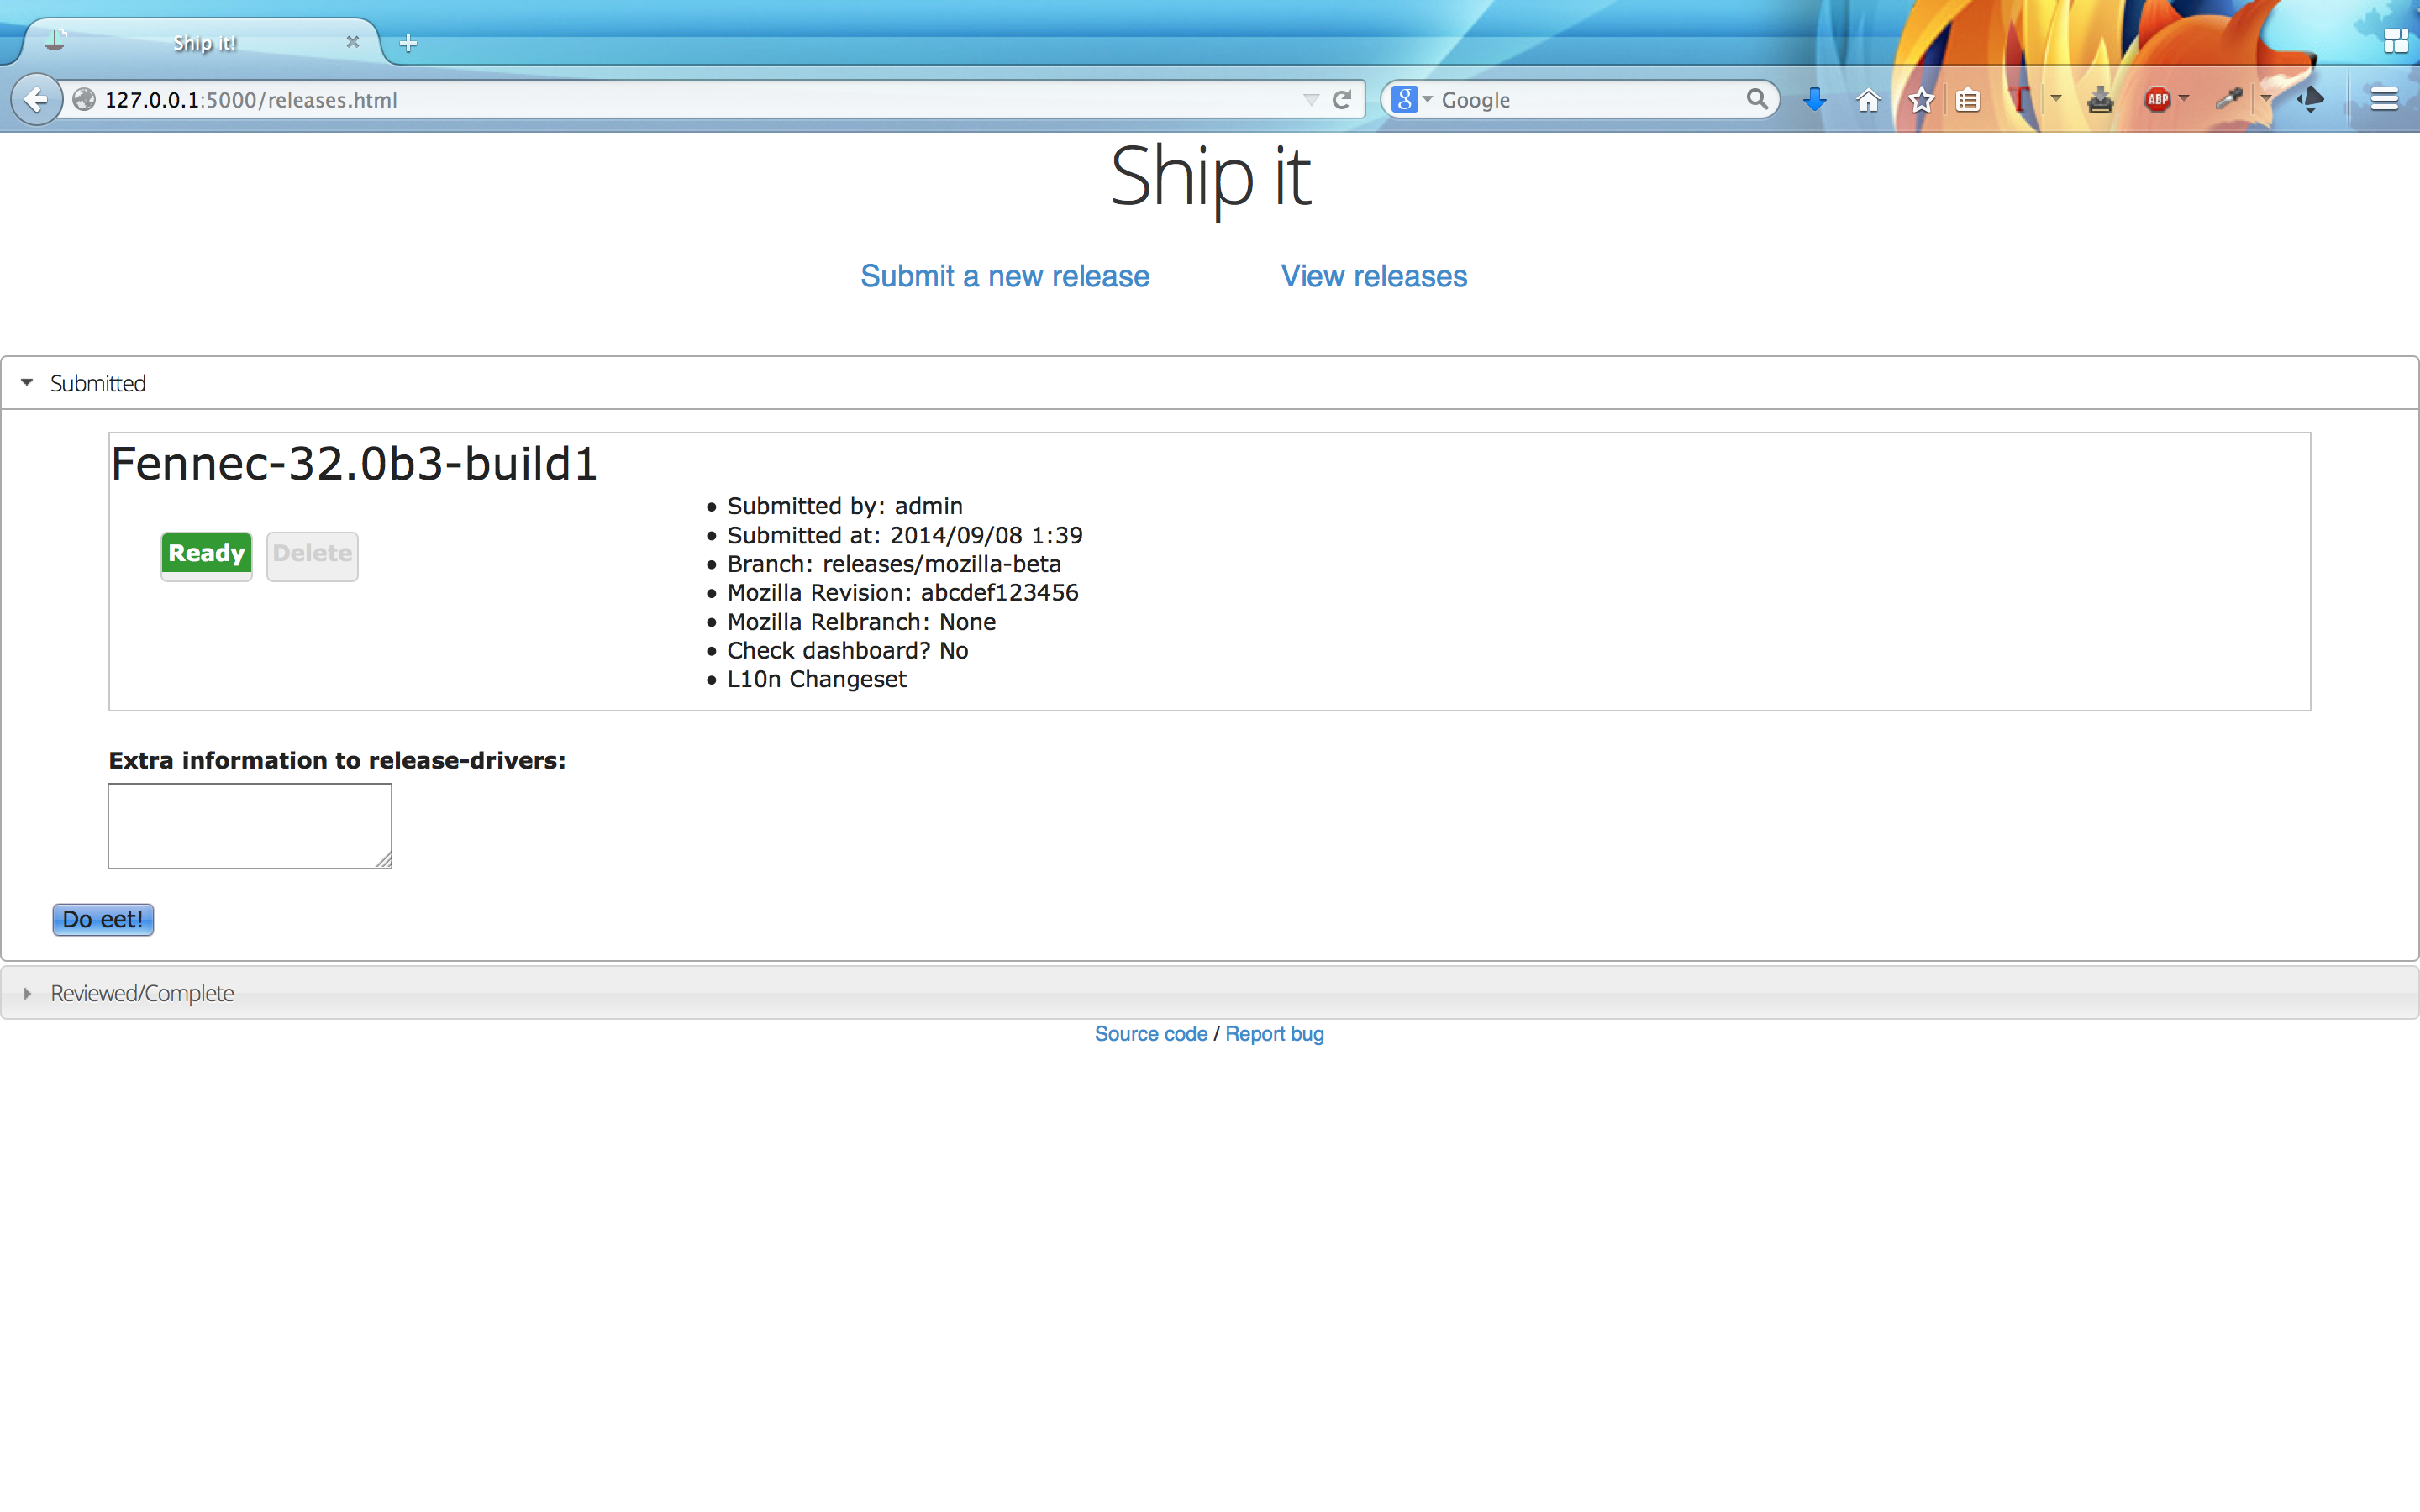 Ship it!
127.0.0.1:5000/releases.html
Google
ABP
Ship it
Submit a new release
View releases
Submitted
Fennec-32.0b3-build1
Ready
Delete
Submitted by: admin
Submitted at: 2014/09/08 1:39
Branch: releases/mozilla-beta
Mozilla Revision: abcdef123456
Mozilla Relbranch: None
Check dashboard? No
L10n Changeset
Extra information to release-drivers:
Do eet!
Reviewed/Complete
Source code / Report bug